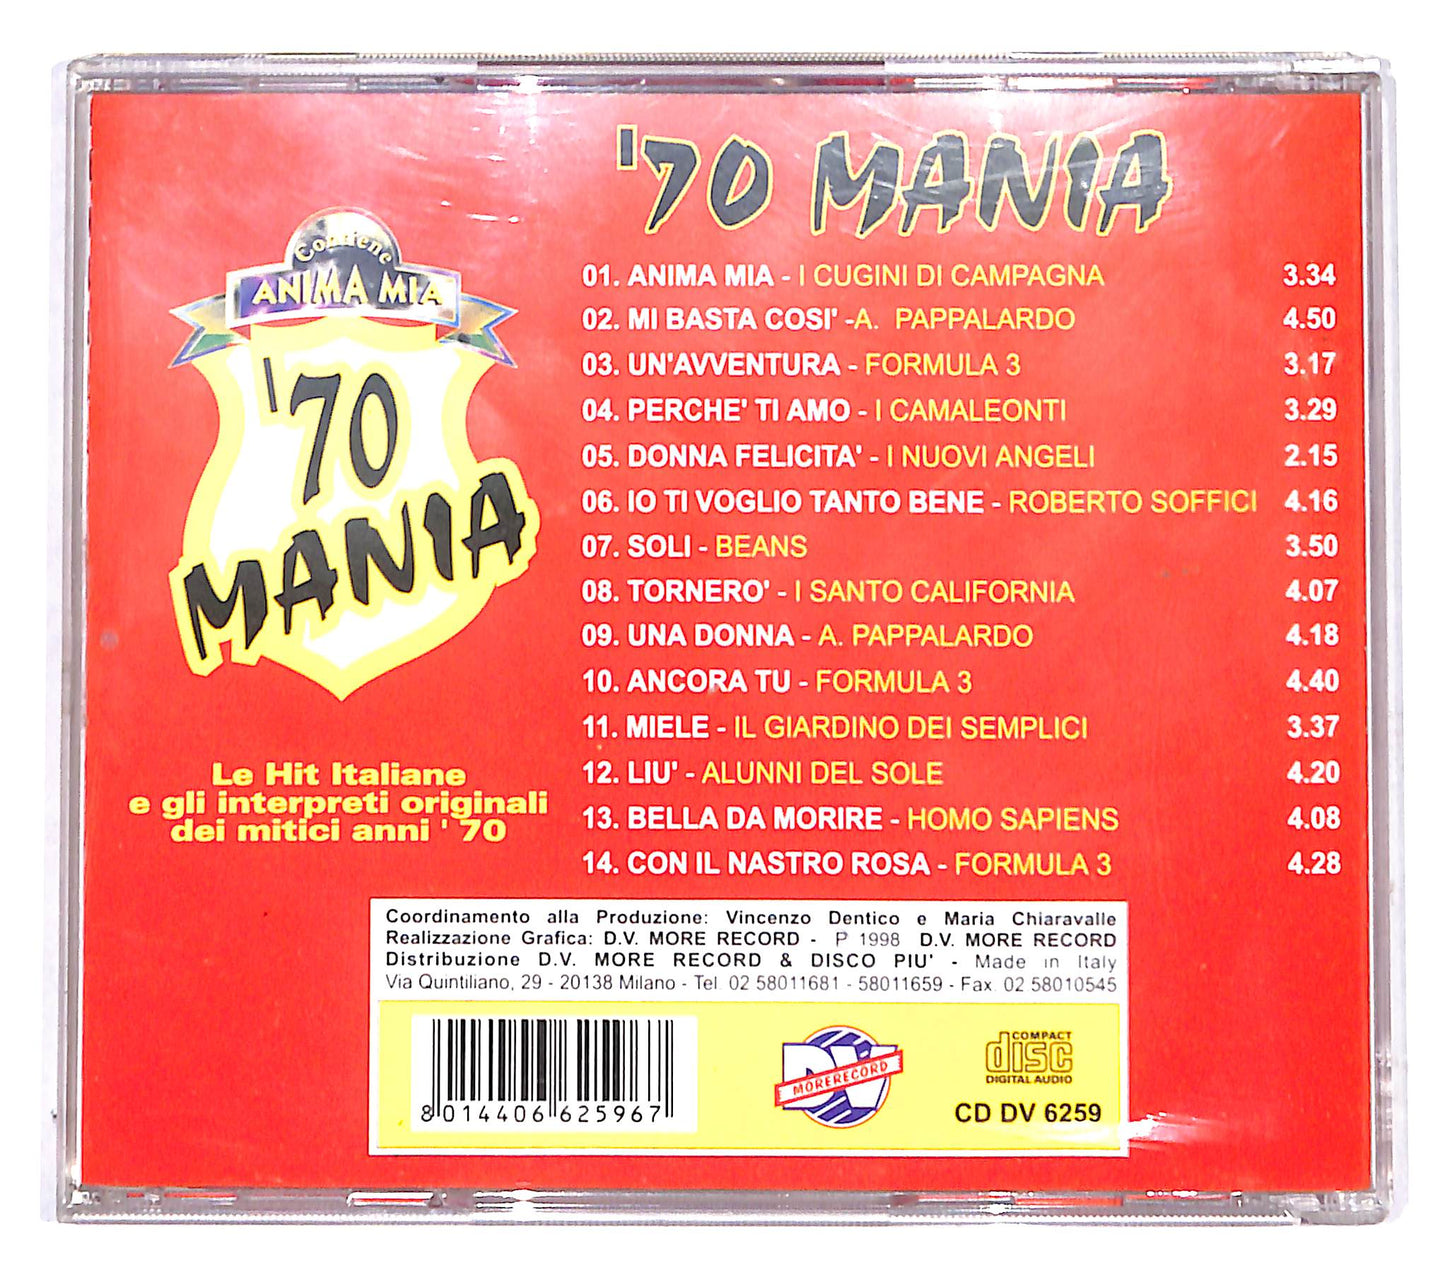 '70 MANIA
Contiene
ANIMA MIA
'70
MANIA
Le Hit Italiane
e gli interpreti originali
dei mitici anni ' 70
01. ANIMA MIA - I CUGINI DI CAMPAGNA 3.34
02. MI BASTA COSI' -A. PAPPALARDO 4.50
03. UN'AVVENTURA - FORMULA 3 3.17
04. PERCHE' TI AMO - I CAMALEONTI 3.29
05. DONNA FELICITA' - I NUOVI ANGELI 2.15
06. IO TI VOGLIO TANTO BENE - ROBERTO SOFFICI 4.16
07. SOLI - BEANS 3.50
08. TORNERO' - I SANTO CALIFORNIA 4.07
09. UNA DONNA - A. PAPPALARDO 4.18
10. ANCORA TU - FORMULA 3 4.40
11. MIELE - IL GIARDINO DEI SEMPLICI 3.37
12. LIU' - ALUNNI DEL SOLE 4.20
13. BELLA DA MORIRE - HOMO SAPIENS 4.08
14. CON IL NASTRO ROSA - FORMULA 3 4.28
Coordinamento alla Produzione: Vincenzo Dentico e Maria Chiaravalle
Realizzazione Grafica: D.V. MORE RECORD - P 1998 D.V. MORE RECORD
Distribuzione D.V. MORE RECORD & DISCO PIU' - Made in Italy
Via Quintiliano, 29 - 20138 Milano - Tel. 02 58011681 - 58011659 - Fax. 02 58010545
8 014406 625967
DV
MORERECORD
COMPACT
disc
DIGITAL AUDIO
CD DV 6259